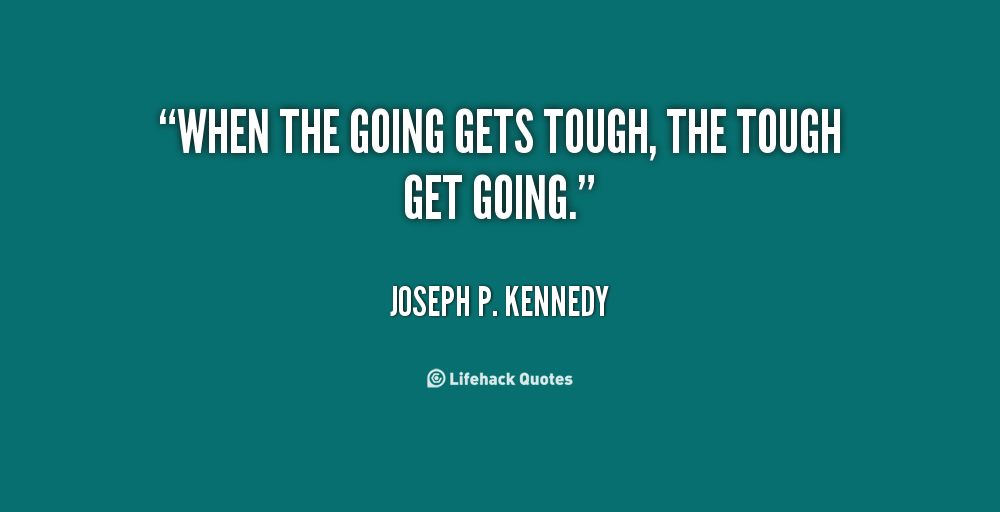 “WHEN THE GOING GETS TOUGH, THE TOUGH
GET GOING.”
JOSEPH P. KENNEDY
Lifehack Quotes